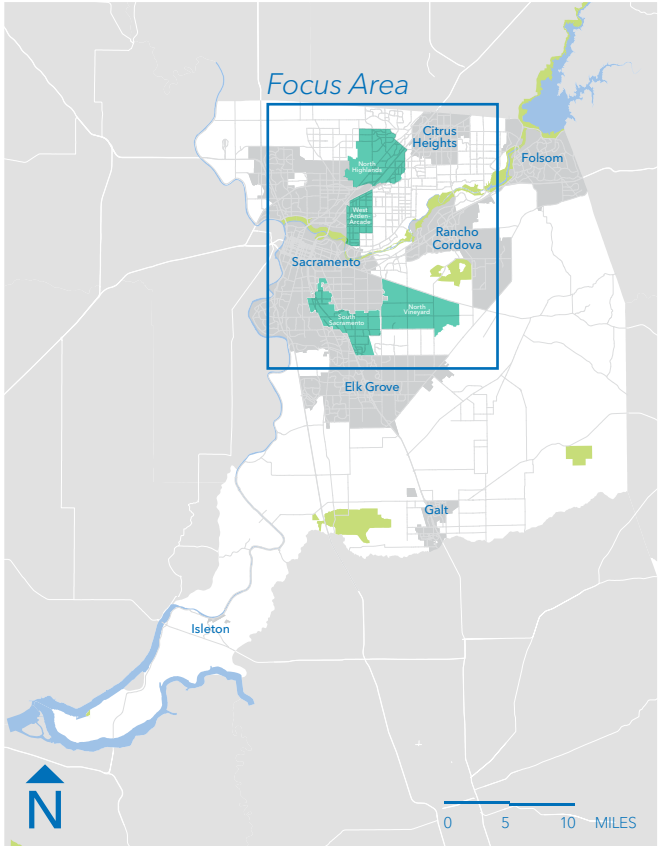 Focus Area
Citrus
Heights
Folsom
North
Highlands
West
Arden-
Arcade
Rancho
Cordova
Sacramento
North
Vineyard
South
Sacramento
Elk Grove
Galt
Isleton
N
0 5 10 MILES